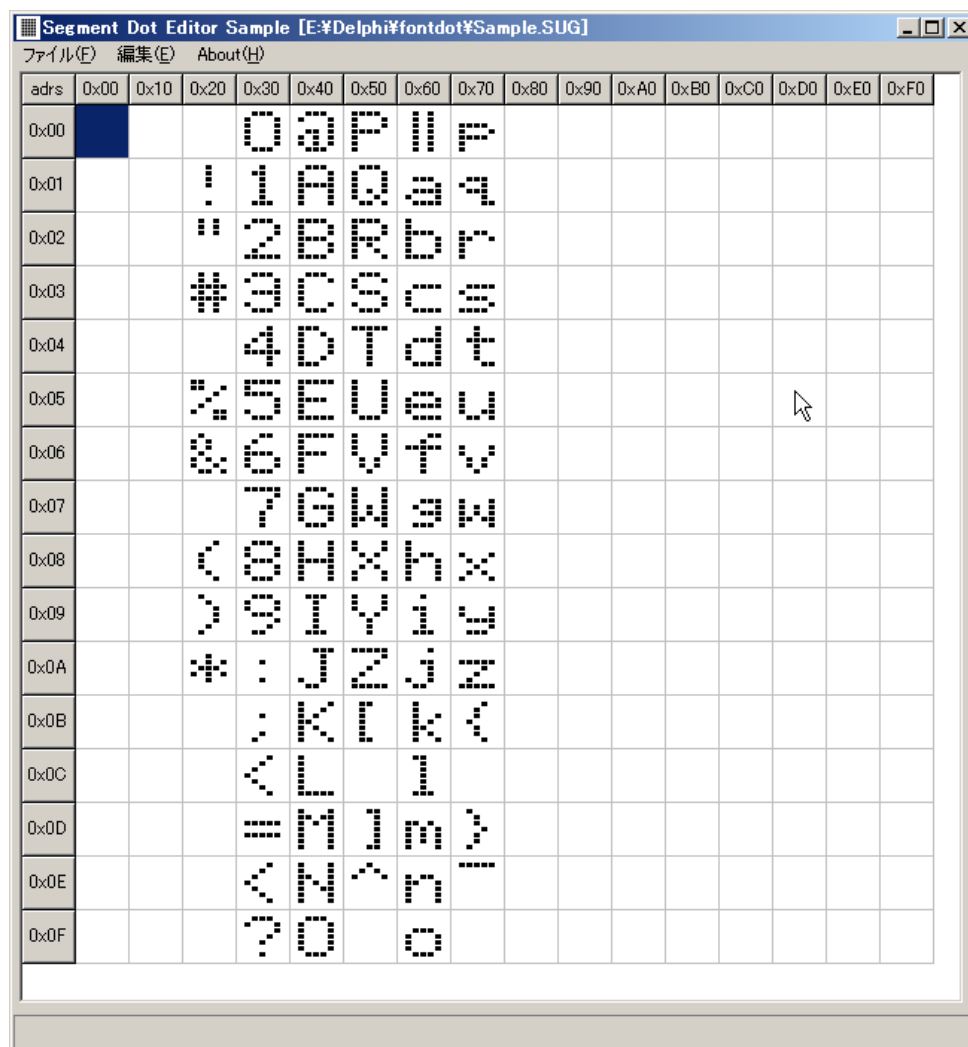 Segment Dot Editor Sample [E:¥Delphi¥fontdot¥Sample.SUG]
ファイル(F) 編集(E) About(H)
adrs 0x00 0x10 0x20 0x30 0x40 0x50 0x60 0x70 0x80 0x90 0xA0 0xB0 0xC0 0xD0 0xE0 0xF0
0x00 0 @ P || p
0x01 ! 1 A Q a q
0x02 " 2 B R b r
0x03 # 3 C S c s
0x04 4 D T d t
0x05 % 5 E U e u
0x06 & 6 F V f v
0x07 7 G W g w
0x08 ( 8 H X h x
0x09 ) 9 I Y i y
0x0A * : J Z j z
0x0B ; K [ k {
0x0C < L l
0x0D = M ] m }
0x0E < N ^ n ‾
0x0F ? O o